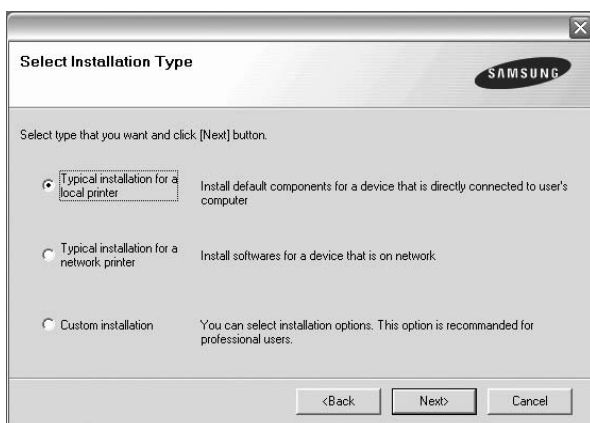 Select Installation Type
SAMSUNG
Select type that you want and click [Next] button.
Typical installation for a
local printer
Install default components for a device that is directly connected to user's
computer
Typical installation for a
network printer
Install softwares for a device that is on network
Custom installation
You can select installation options. This option is recommanded for
professional users.
<Back
Next>
Cancel